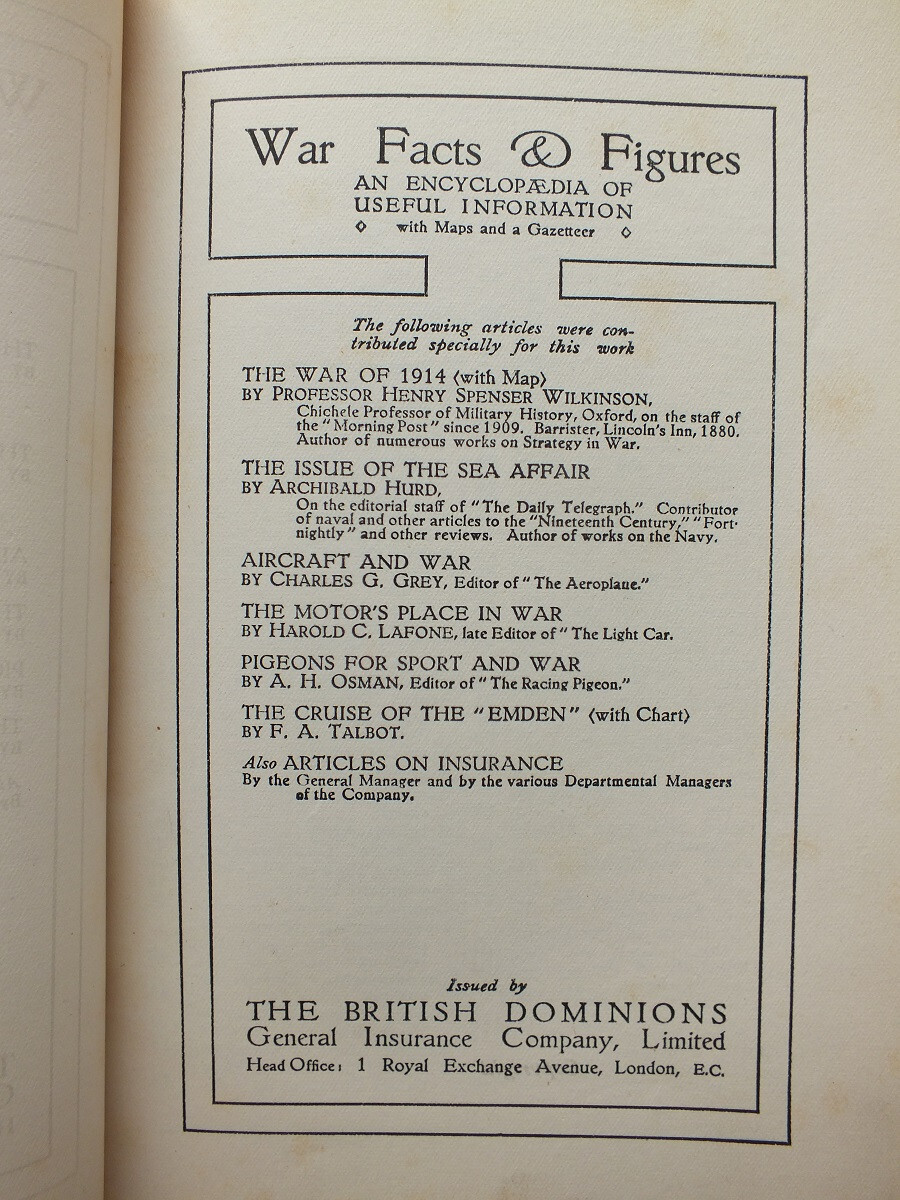 War Facts & Figures
AN ENCYCLOPÆDIA OF
USEFUL INFORMATION
◊ with Maps and a Gazetteer ◊
The following articles were con-
tributed specially for this work
THE WAR OF 1914 (with Map)
BY PROFESSOR HENRY SPENSER WILKINSON,
Chichele Professor of Military History, Oxford, on the staff of
the "Morning Post" since 1909. Barrister, Lincoln's Inn, 1880.
Author of numerous works on Strategy in War.
THE ISSUE OF THE SEA AFFAIR
BY ARCHIBALD HURD,
On the editorial staff of "The Daily Telegraph." Contributor
of naval and other articles to the "Nineteenth Century," "Fort-
nightly" and other reviews. Author of works on the Navy.
AIRCRAFT AND WAR
BY CHARLES G. GREY, Editor of "The Aeroplane."
THE MOTOR'S PLACE IN WAR
BY HAROLD C. LAFONE, late Editor of "The Light Car.
PIGEONS FOR SPORT AND WAR
BY A. H. OSMAN, Editor of "The Racing Pigeon."
THE CRUISE OF THE "EMDEN" (with Chart)
BY F. A. TALBOT.
Also ARTICLES ON INSURANCE
By the General Manager and by the various Departmental Managers
of the Company.
Issued by
THE BRITISH DOMINIONS
General Insurance Company, Limited
Head Office: 1 Royal Exchange Avenue, London, E.C.